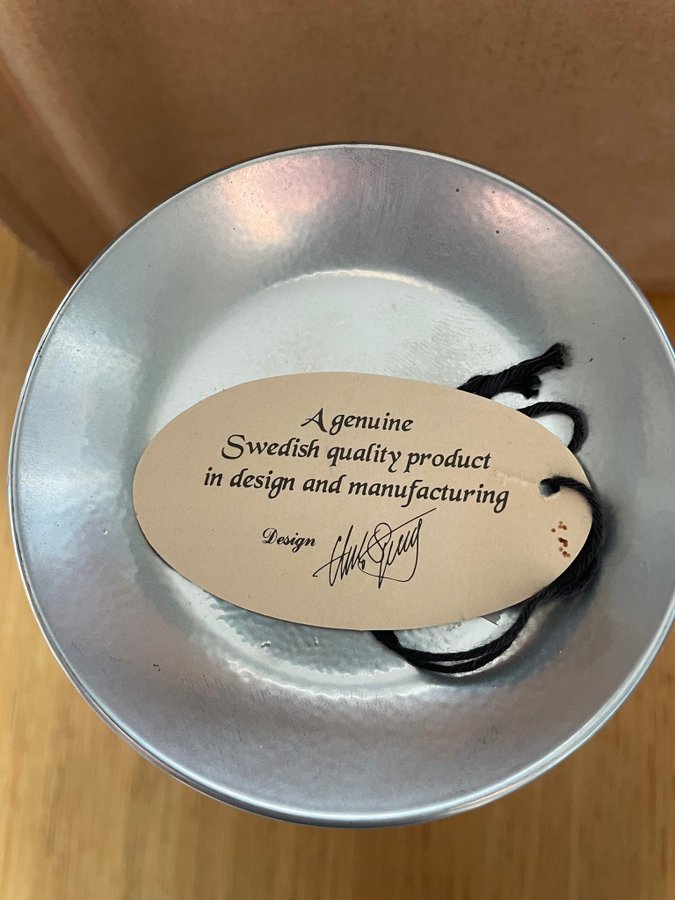 A genuine
Swedish quality product
in design and manufacturing
Design